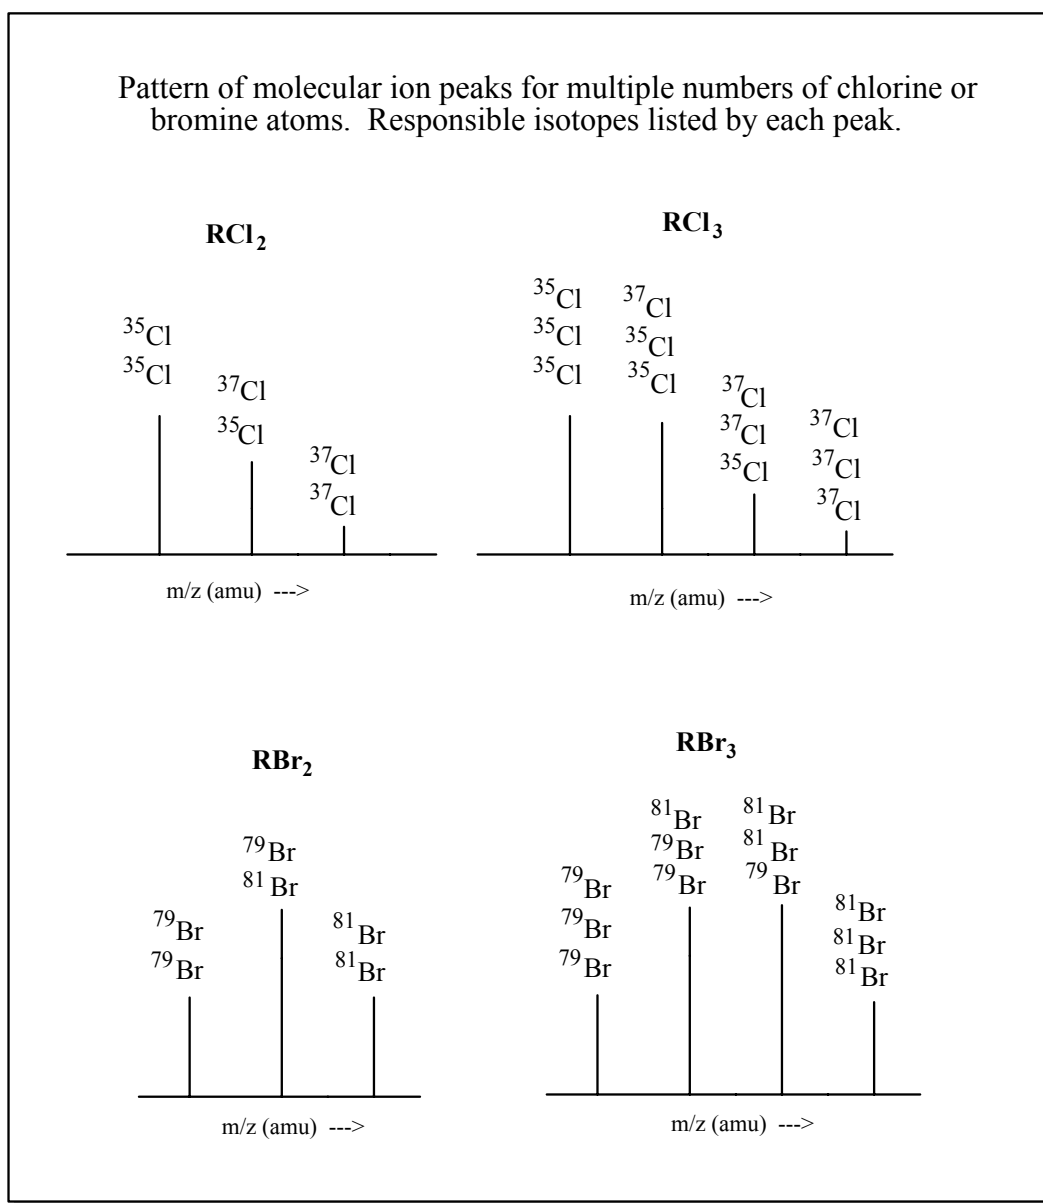 Pattern of molecular ion peaks for multiple numbers of chlorine or
bromine atoms. Responsible isotopes listed by each peak.
RCl₂
³⁵Cl
³⁵Cl
³⁷Cl
³⁵Cl
³⁷Cl
³⁷Cl
m/z (amu) --->
RCl₃
³⁵Cl
³⁵Cl
³⁵Cl
³⁷Cl
³⁵Cl
³⁵Cl
³⁷Cl
³⁷Cl
³⁵Cl
³⁷Cl
³⁷Cl
³⁷Cl
m/z (amu) --->
RBr₂
⁷⁹Br
⁷⁹Br
⁷⁹Br
⁸¹Br
⁸¹Br
⁸¹Br
m/z (amu) --->
RBr₃
⁷⁹Br
⁷⁹Br
⁷⁹Br
⁸¹Br
⁷⁹Br
⁷⁹Br
⁸¹Br
⁸¹Br
⁷⁹Br
⁸¹Br
⁸¹Br
⁸¹Br
m/z (amu) --->